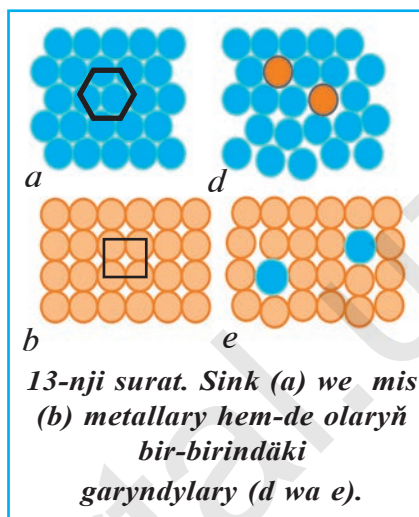 a
d
b
e
13-nji surat. Sink (a) we mis
(b) metallary hem-de olaryň
bir-birindäki
garyndylary (d wa e).